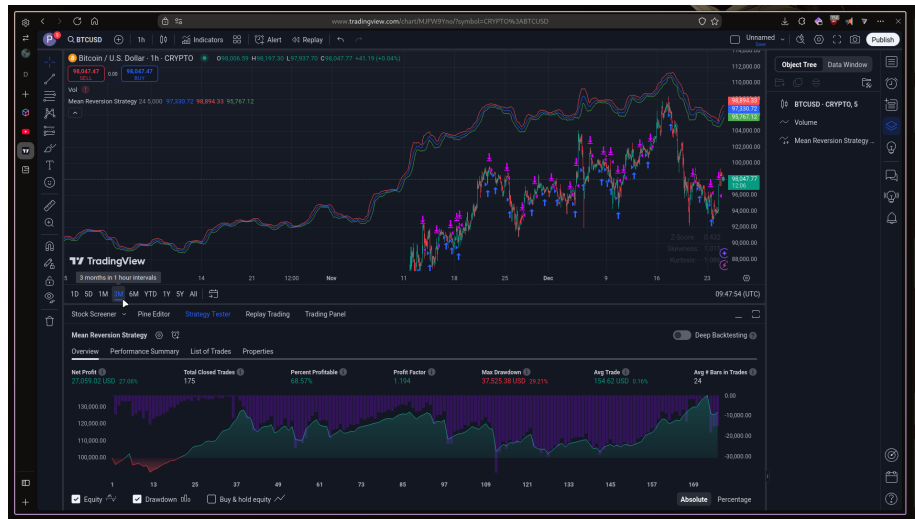 www.tradingview.com/chart/MJFW9Yno/?symbol=CRYPTO%3ABTCUSD
BTCUSD 1h Indicators Alert Replay Unnamed Save Publish
Bitcoin / U.S. Dollar · 1h · CRYPTO O98,006.59 H98,197.30 L97,937.70 C98,047.77 +41.19 (+0.04%)
98,047.47 SELL 0.00 98,047.47 BUY
Vol
Mean Reversion Strategy 24 5,000 97,330.72 98,894.33 95,767.12
112,000.00
110,000.00
98,894.33
97,330.72
95,767.12
104,000.00
102,000.00
100,000.00
98,047.77
12:06
96,000.00
94,000.00
92,000.00
90,000.00
88,000.00
Z-Score 0.432
Skewness
Kurtosis
TradingView
3 months in 1 hour intervals
14 21 12:00 Nov 11 18 25 Dec 9 16 23
1D 5D 1M 3M 6M YTD 1Y 5Y All 09:47:54 (UTC)
Object Tree Data Window
BTCUSD · CRYPTO, 5
Volume
Mean Reversion Strategy ...
Stock Screener Pine Editor Strategy Tester Replay Trading Trading Panel
Mean Reversion Strategy Deep Backtesting
Overview Performance Summary List of Trades Properties
Net Profit Total Closed Trades Percent Profitable Profit Factor Max Drawdown Avg Trade Avg # Bars in Trades
27,059.02 USD 27.06% 175 68.57% 1.194 37,525.38 USD 29.21% 154.62 USD 0.16% 24
130,000.00
120,000.00
110,000.00
100,000.00
0.00
-10,000.00
-20,000.00
-30,000.00
1 13 25 37 49 61 73 85 97 109 121 133 145 157 169
Equity Drawdown Buy & hold equity Absolute Percentage